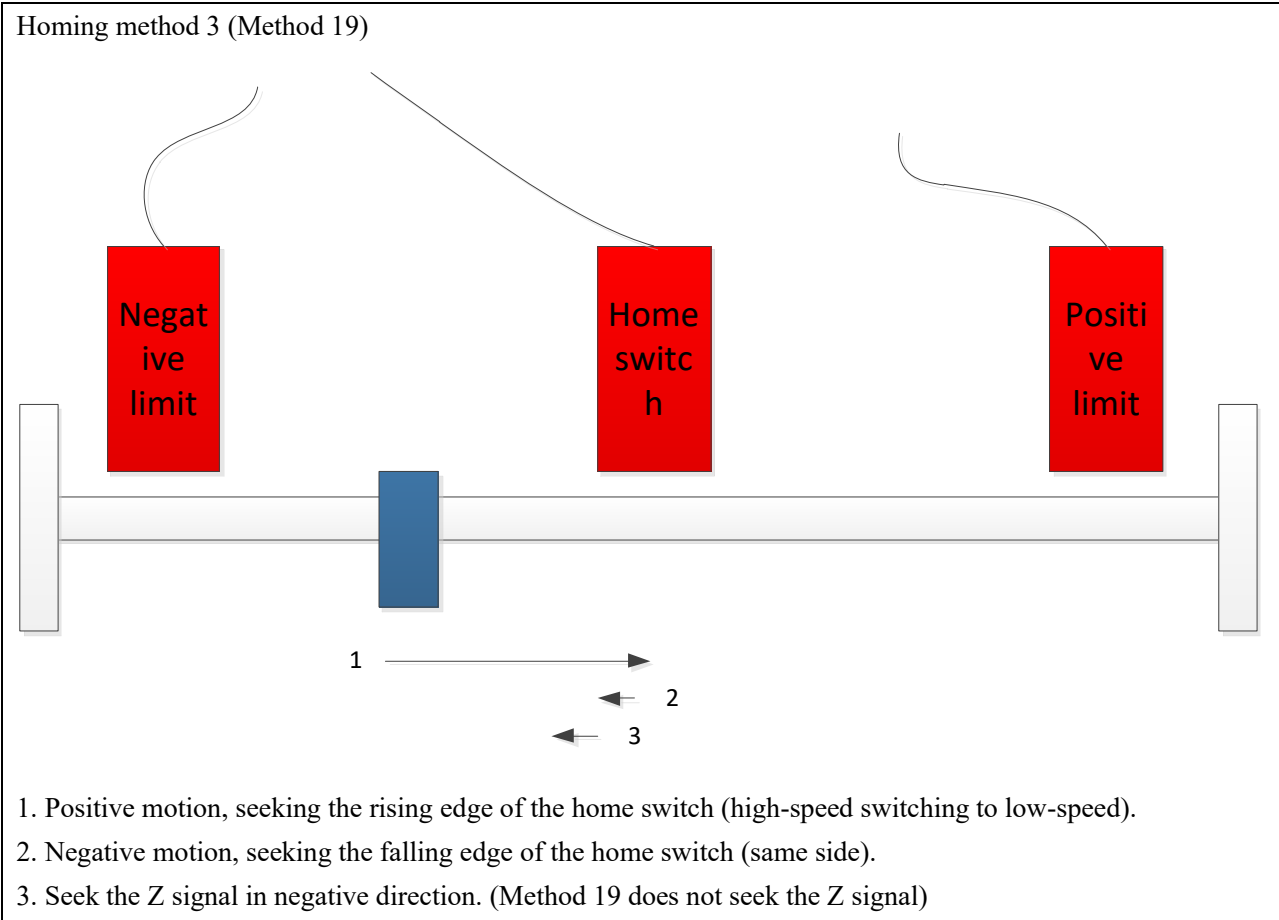 Homing method 3 (Method 19)
Negat
ive
limit
Home
switc
h
Positi
ve
limit
1
2
3
1. Positive motion, seeking the rising edge of the home switch (high-speed switching to low-speed).
2. Negative motion, seeking the falling edge of the home switch (same side).
3. Seek the Z signal in negative direction. (Method 19 does not seek the Z signal)